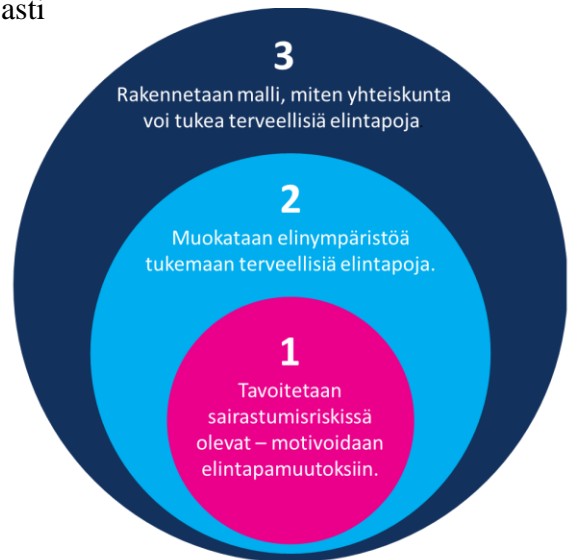 asti
3
Rakennetaan malli, miten yhteiskunta
voi tukea terveellisiä elintapoja.
2
Muokataan elinympäristöä
tukemaan terveellisiä elintapoja.
1
Tavoitetaan
sairastumisriskissä
olevat – motivoidaan
elintapamuutoksiin.